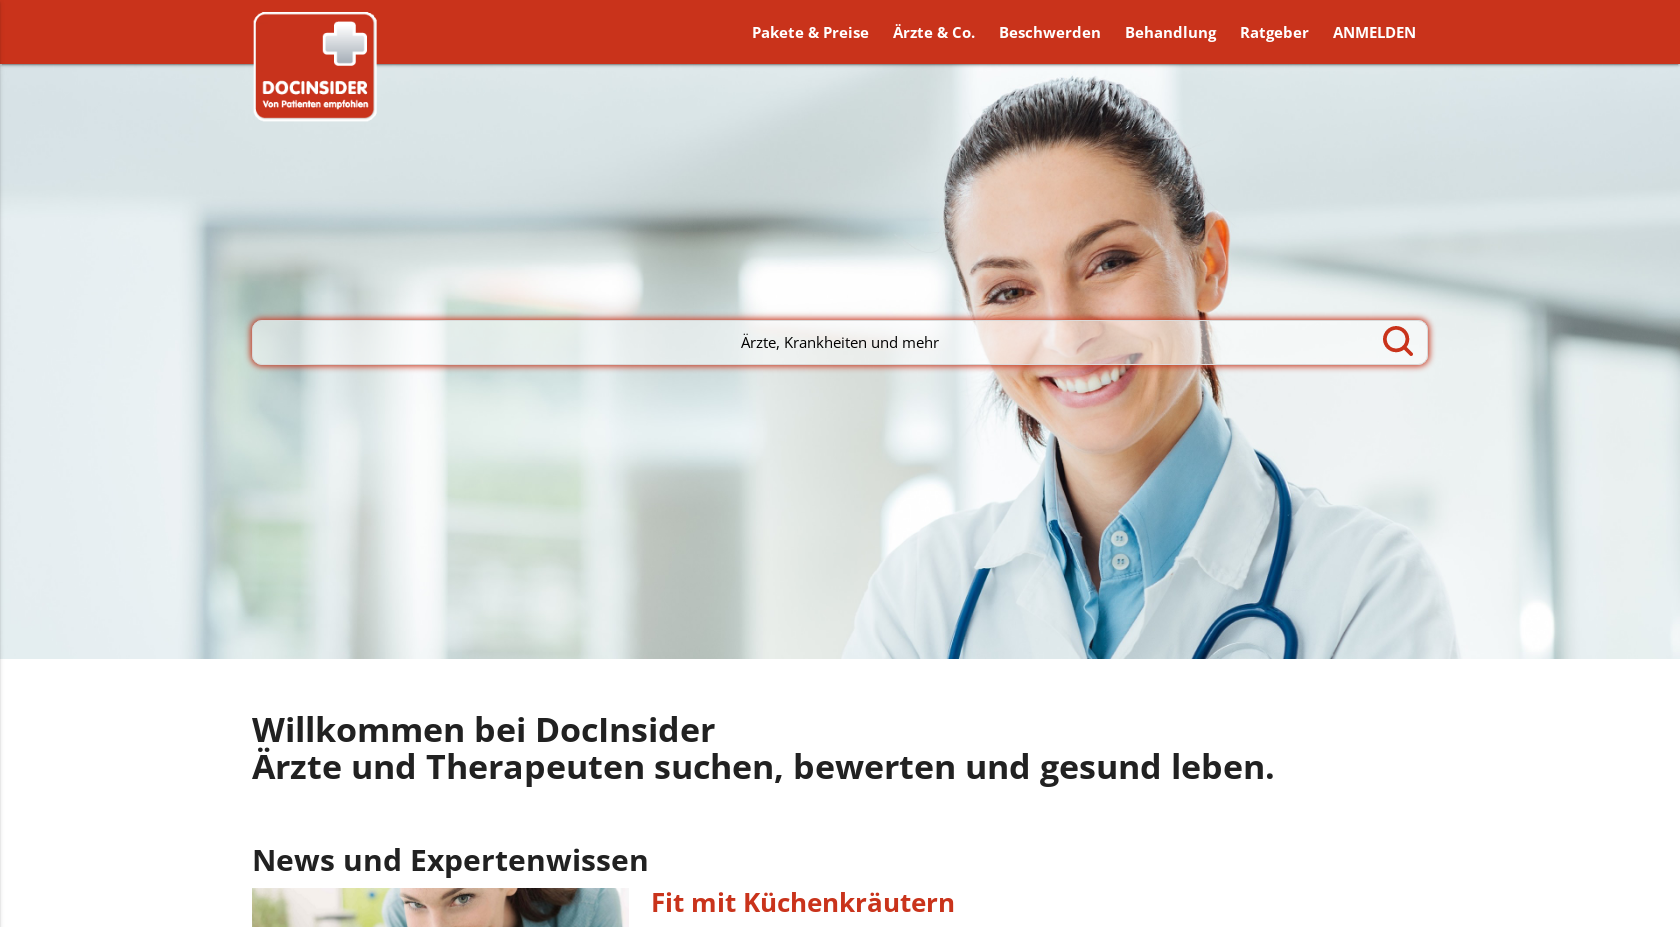 DOCINSIDER
Von Patienten empfohlen
Pakete & Preise
Ärzte & Co.
Beschwerden
Behandlung
Ratgeber
ANMELDEN
Ärzte, Krankheiten und mehr
Willkommen bei DocInsider
Ärzte und Therapeuten suchen, bewerten und gesund leben.
News und Expertenwissen
Fit mit Küchenkräutern